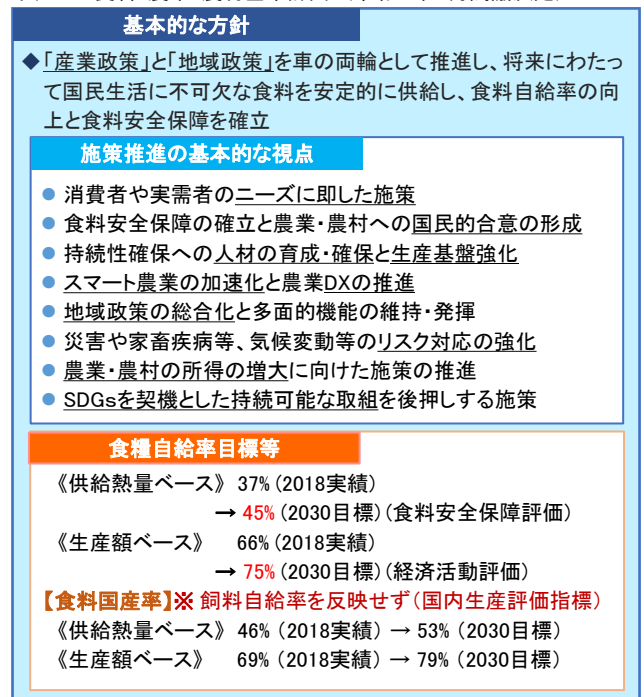 基本的な方針
◆「産業政策」と「地域政策」を車の両輪として推進し、将来にわたっ
て国民生活に不可欠な食料を安定的に供給し、食料自給率の向
上と食料安全保障を確立
施策推進の基本的な視点
● 消費者や実需者のニーズに即した施策
● 食料安全保障の確立と農業・農村への国民的合意の形成
● 持続性確保への人材の育成・確保と生産基盤強化
● スマート農業の加速化と農業DXの推進
● 地域政策の総合化と多面的機能の維持・発揮
● 災害や家畜疾病等、気候変動等のリスク対応の強化
● 農業・農村の所得の増大に向けた施策の推進
● SDGsを契機とした持続可能な取組を後押しする施策
食糧自給率目標等
《供給熱量ベース》 37%(2018実績)
→ 45%(2030目標)(食料安全保障評価)
《生産額ベース》 66%(2018実績)
→ 75%(2030目標)(経済活動評価)
【食料国産率】※ 飼料自給率を反映せず(国内生産評価指標)
《供給熱量ベース》 46% (2018実績) → 53% (2030目標)
《生産額ベース》 69% (2018実績) → 79% (2030目標)